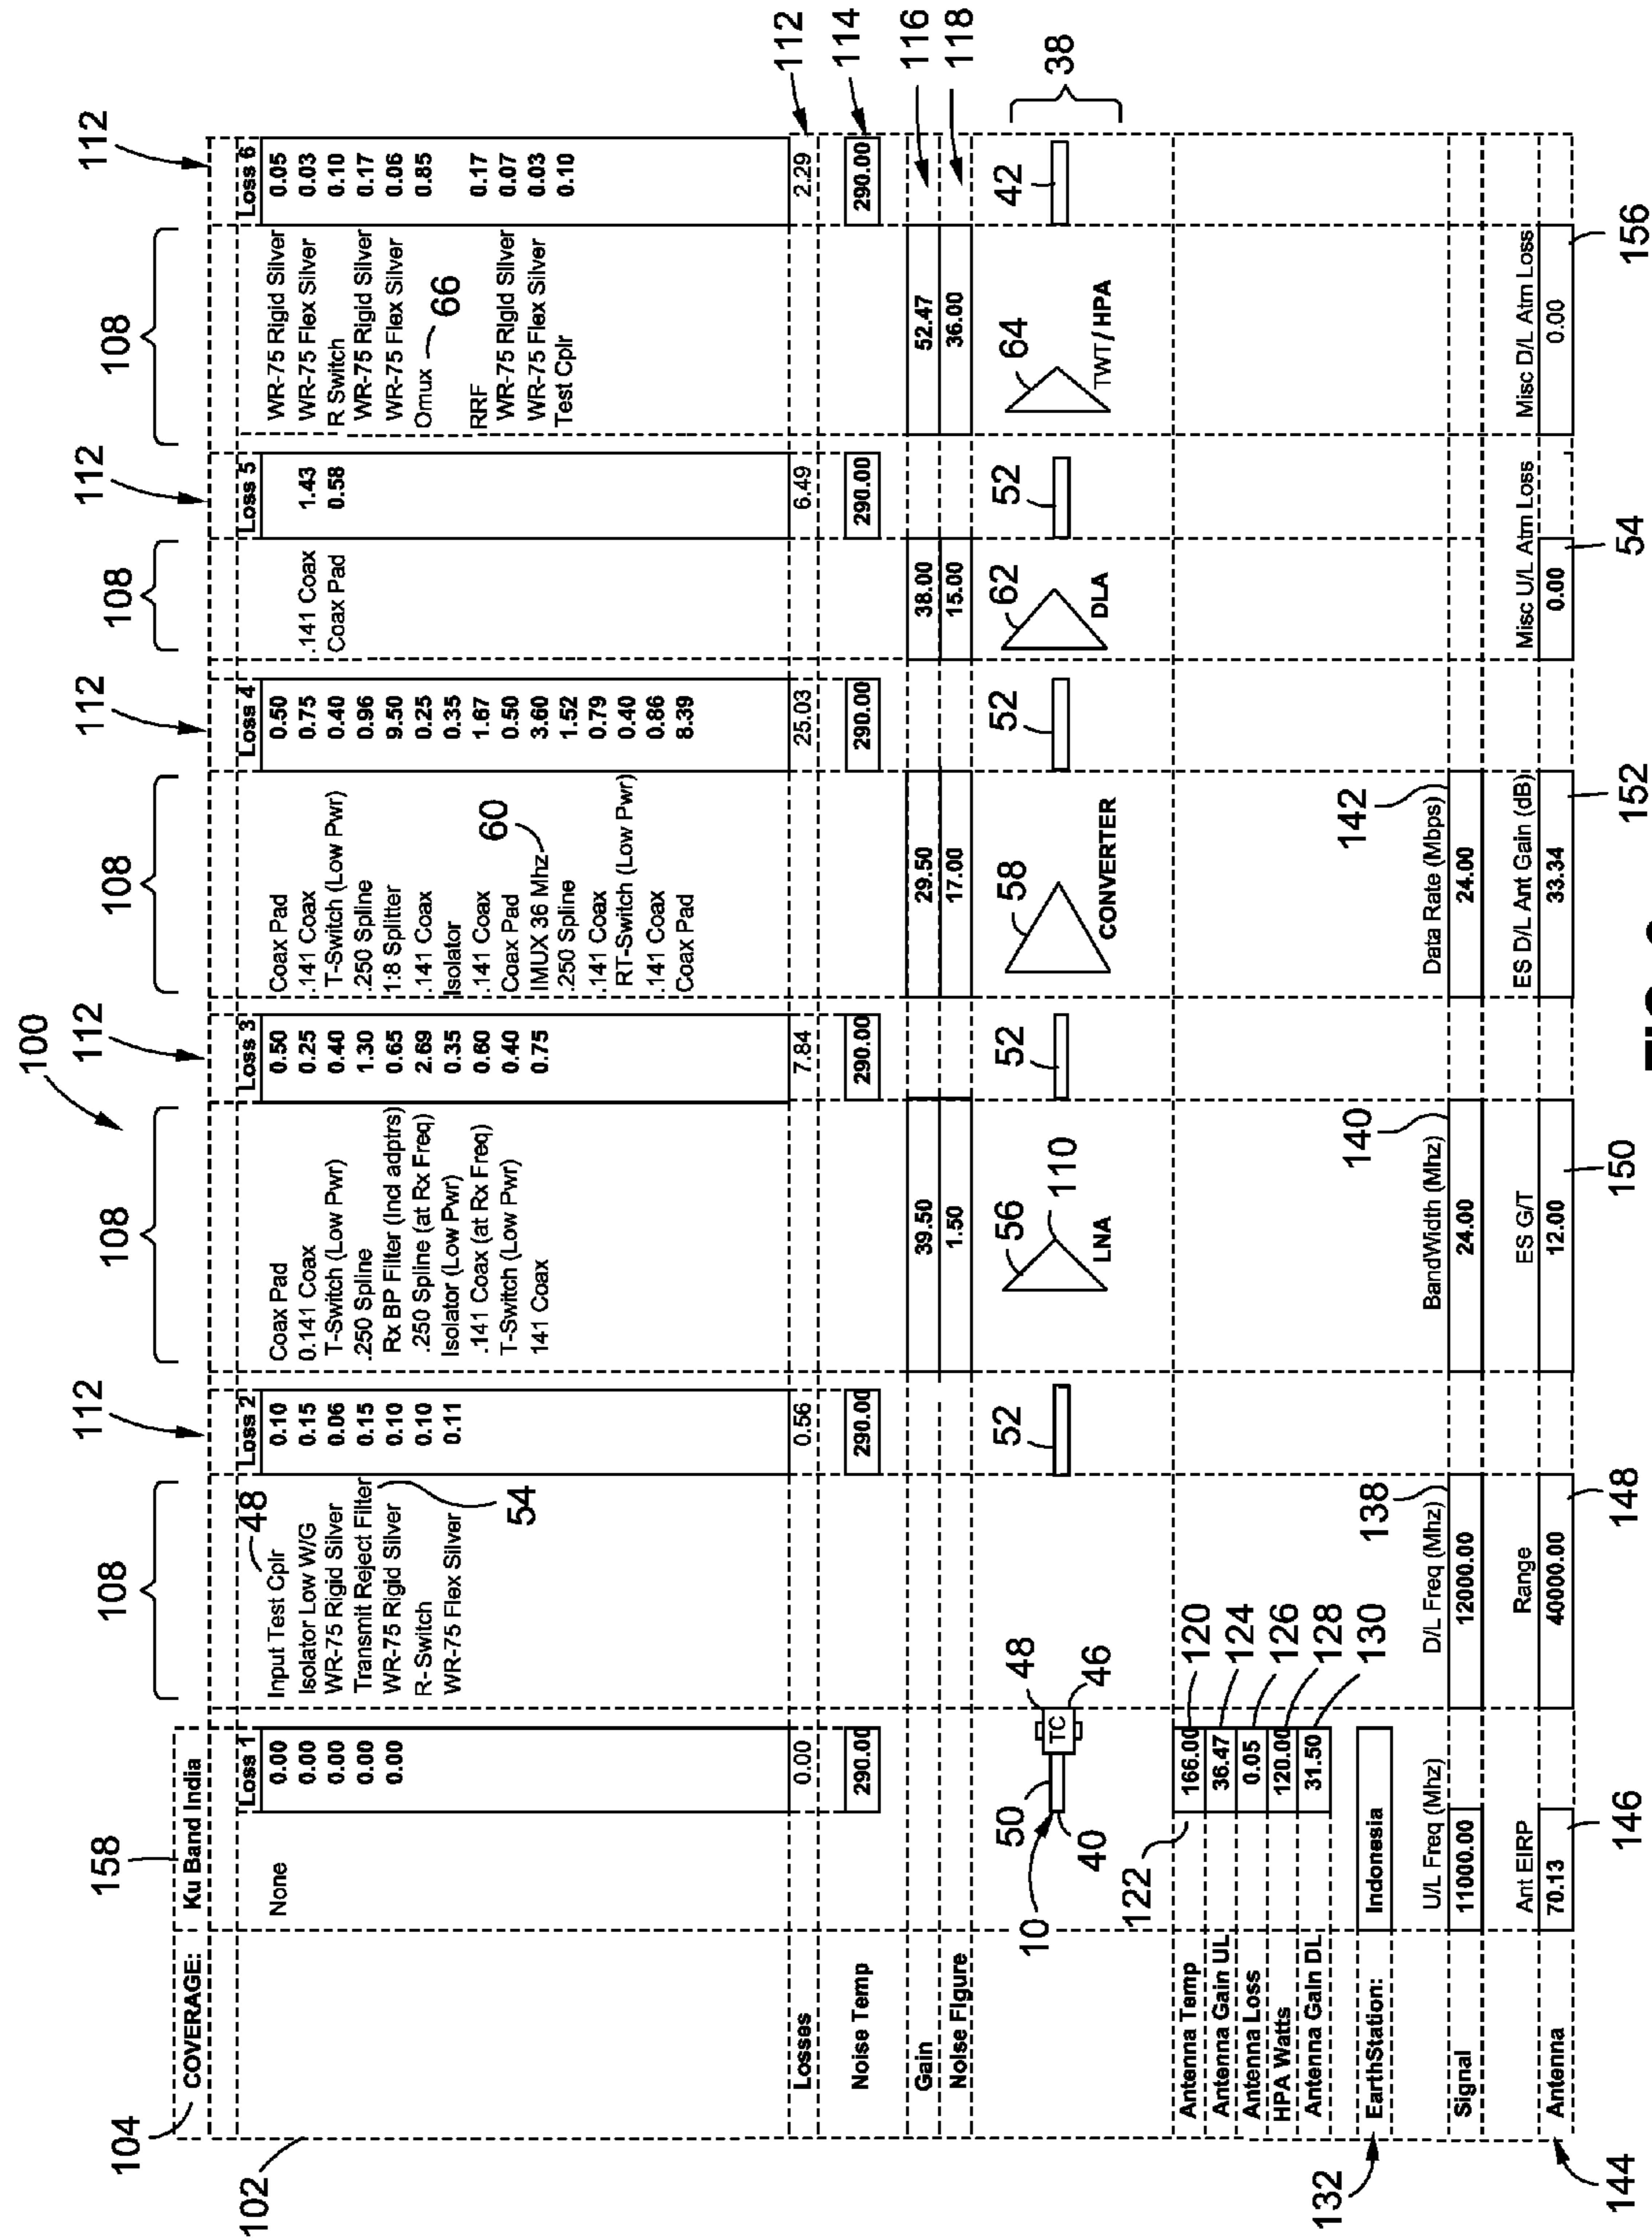 100
158
104
COVERAGE: Ku Band India
108 112 108 112 108 112 108 112 108 112
102
Loss 1 Loss 2 Loss 3 Loss 4 Loss 5 Loss 6
None
0.00
0.00
0.00
0.00
0.00
48
Input Test Cplr 0.10
Isolator Low W/G 0.15
WR-75 Rigid Silver 0.06
Transmit Reject Filter 0.15
WR-75 Rigid Silver 0.10
R-Switch 0.10
WR-75 Flex Silver 0.11
54
Coax Pad 0.50
0.141 Coax 0.25
T-Switch (Low Pwr) 0.40
.250 Spline 1.30
Rx BP Filter (Incl adptrs) 0.65
.250 Spline (at Rx Freq) 2.69
Isolator (Low Pwr) 0.35
.141 Coax (at Rx Freq) 0.60
T-Switch (Low Pwr) 0.40
141 Coax 0.75
Coax Pad 0.50
.141 Coax 0.75
T-Switch (Low Pwr) 0.40
.250 Spline 0.96
1:8 Splitter 9.50
.141 Coax 0.25
Isolator 0.35
.141 Coax 1.67
Coax Pad 0.50
IMUX 36 Mhz 3.60
60
.250 Spline 1.52
.141 Coax 0.79
RT-Switch (Low Pwr) 0.40
.141 Coax 0.86
Coax Pad 8.39
.141 Coax 1.43
Coax Pad 0.58
WR-75 Rigid Silver 0.05
WR-75 Flex Silver 0.03
R Switch 0.10
WR-75 Rigid Silver 0.17
WR-75 Flex Silver 0.06
Omux 66 0.85
RRF 0.17
WR-75 Rigid Silver 0.07
WR-75 Flex Silver 0.03
Test Cplr 0.10
Losses 0.00 0.56 7.84 25.03 6.49 2.29 112
Noise Temp 290.00 290.00 290.00 290.00 290.00 290.00 114
Gain 39.50 29.50 38.00 52.47 116
Noise Figure 1.50 17.00 15.00 36.00 118
10 50 48 52 56 110 52 58 52 62 52 64 42 38
40 TC 46
LNA CONVERTER DLA TWT/HPA
122
Antenna Temp 166.00 120
Antenna Gain UL 36.47 124
Antenna Loss 0.05 126
HPA Watts 120.00 128
Antenna Gain DL 31.50 130
132
EarthStation: Indonesia
138 140 142
U/L Freq (Mhz) D/L Freq (Mhz) BandWidth (Mhz) Data Rate (Mbps)
Signal 11000.00 12000.00 24.00 24.00
Ant EIRP Range ES G/T ES D/L Ant Gain (dB) Misc U/L Atm Loss Misc D/L Atm Loss
Antenna 70.13 40000.00 12.00 33.34 0.00 0.00
144 146 148 150 152 54 156